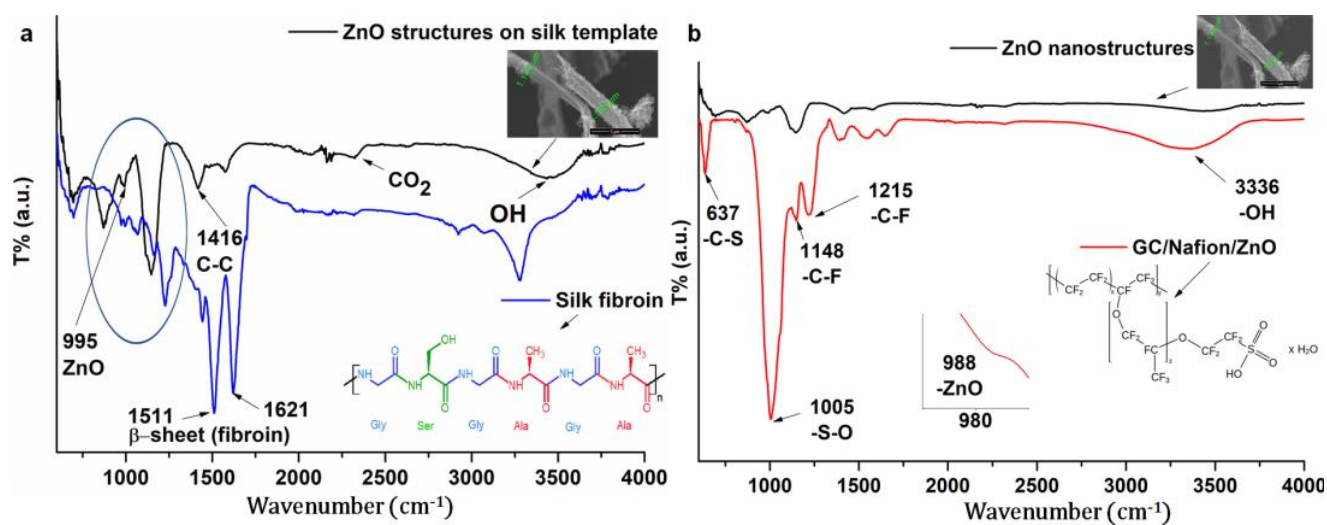 a
ZnO structures on silk template
CO2
OH
1416
C-C
995
ZnO
Silk fibroin
1511
1621
β-sheet (fibroin)
OH
O
O
CH3
O
CH3
NH
NH
NH
NH
NH
NH
O
O
O
n
Gly
Ser
Gly
Ala
Gly
Ala
T% (a.u.)
1000 1500 2000 2500 3000 3500 4000
Wavenumber (cm-1)
b
ZnO nanostructures
637
-C-S
1215
-C-F
1148
-C-F
3336
-OH
GC/Nafion/ZnO
CF2
CF2
CF
CF2
CF2
O
CF2
CF2
FC
CF3
z
O
CF2
CF2
S
O
O
HO
x H2O
988
-ZnO
980
1005
-S-O
T% (a.u.)
1000 1500 2000 2500 3000 3500 4000
Wavenumber (cm-1)